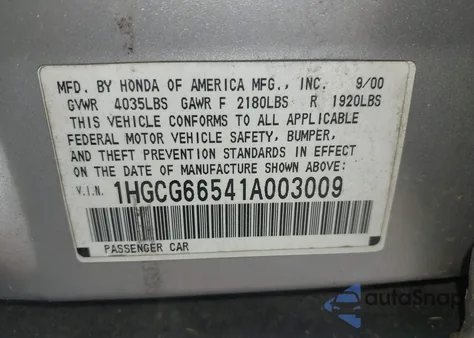 MFD. BY HONDA OF AMERICA MFG., INC. 9/00
GVWR 4035LBS GAWR F 2180LBS R 1920LBS
THIS VEHICLE CONFORMS TO ALL APPLICABLE
FEDERAL MOTOR VEHICLE SAFETY, BUMPER,
AND THEFT PREVENTION STANDARDS IN EFFECT
ON THE DATE OF MANUFACTURE SHOWN ABOVE:
V.I.N. 1HGCG66541A003009
PASSENGER CAR
autoSnap